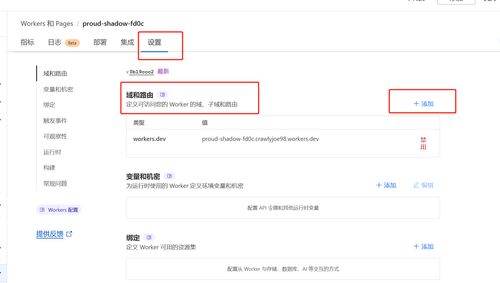 Workers 和 Pages / proud-shadow-fd0c
指标 日志 Beta 部署 集成 设置
域和路由
变量和机密
绑定
触发事件
可观察性
运行时
构建
常规问题
Workers 配置
提供反馈
最新
域和路由
定义可访问您的 Worker 的域、子域和路由
+ 添加
类型 值
workers.dev proud-shadow-fd0c.crawlyjoe98.workers.dev 禁用
变量和机密
为运行时使用的 Worker 定义环境变量和机密
+ 添加 编辑
配置 API 令牌和其他运行时变量
绑定
定义 Worker 可用的资源集
+ 添加
配置从 Worker 与存储、数据库、AI 等交互的方式